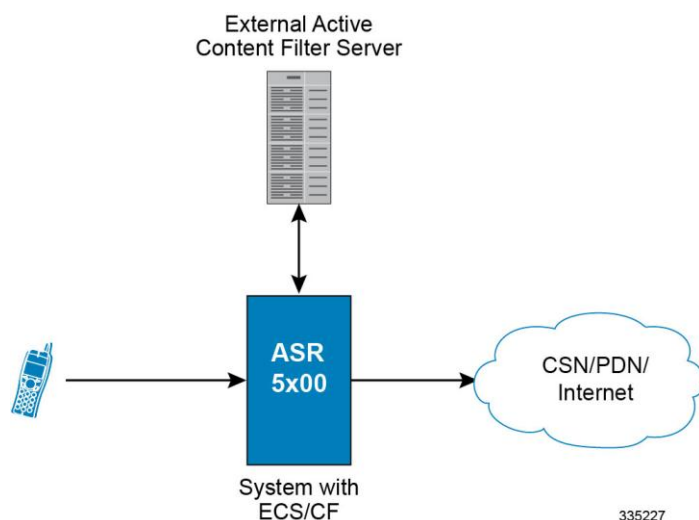 External Active
Content Filter Server
ASR
5x00
CSN/PDN/
Internet
System with
ECS/CF
335227